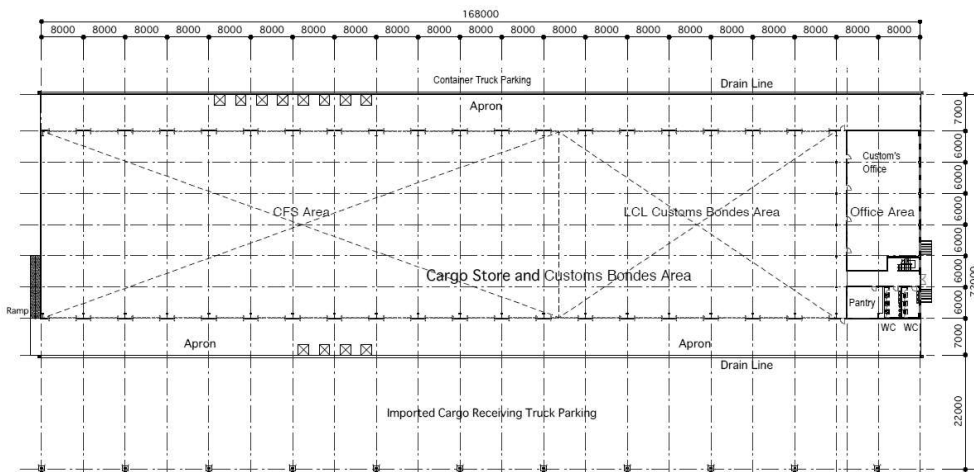 168000
8000 8000 8000 8000 8000 8000 8000 8000 8000 8000 8000 8000 8000 8000 8000 8000 8000 8000 8000 8000 8000
Container Truck Parking
Drain Line
Apron
7000
6000
Custom's
Office
6000
6000
CFS Area
LCL Customs Bondes Area
Office Area
6000
6000
Cargo Store and Customs Bondes Area
72000
6000
Pantry
Ramp
WC WC
7000
Apron
Apron
Drain Line
22000
Imported Cargo Receiving Truck Parking